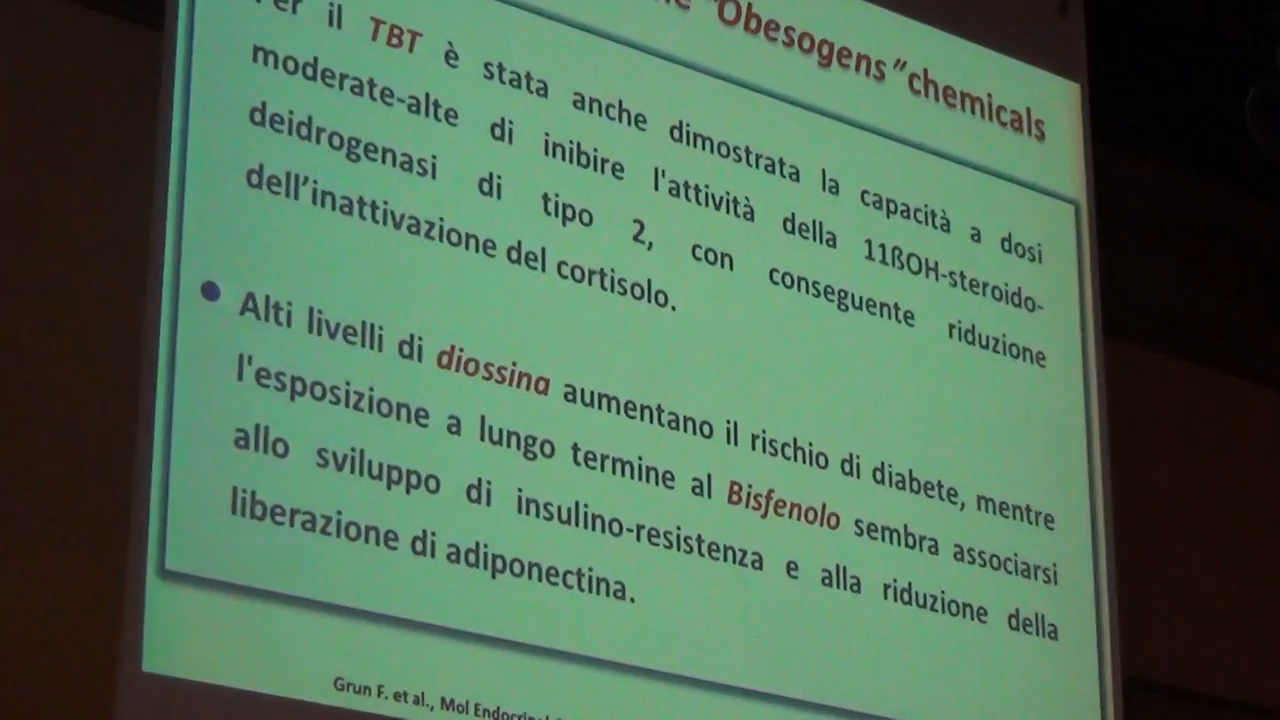 "Obesogens"chemicals
il TBT è stata anche dimostrata la capacità a dosi
moderate-alte di inibire l'attività della 11ßOH-steroido-
deidrogenasi di tipo 2, con conseguente riduzione
dell'inattivazione del cortisolo.
● Alti livelli di diossina aumentano il rischio di diabete, mentre
l'esposizione a lungo termine al Bisfenolo sembra associarsi
allo sviluppo di insulino-resistenza e alla riduzione della
liberazione di adiponectina.
Grun F. et al., Mol